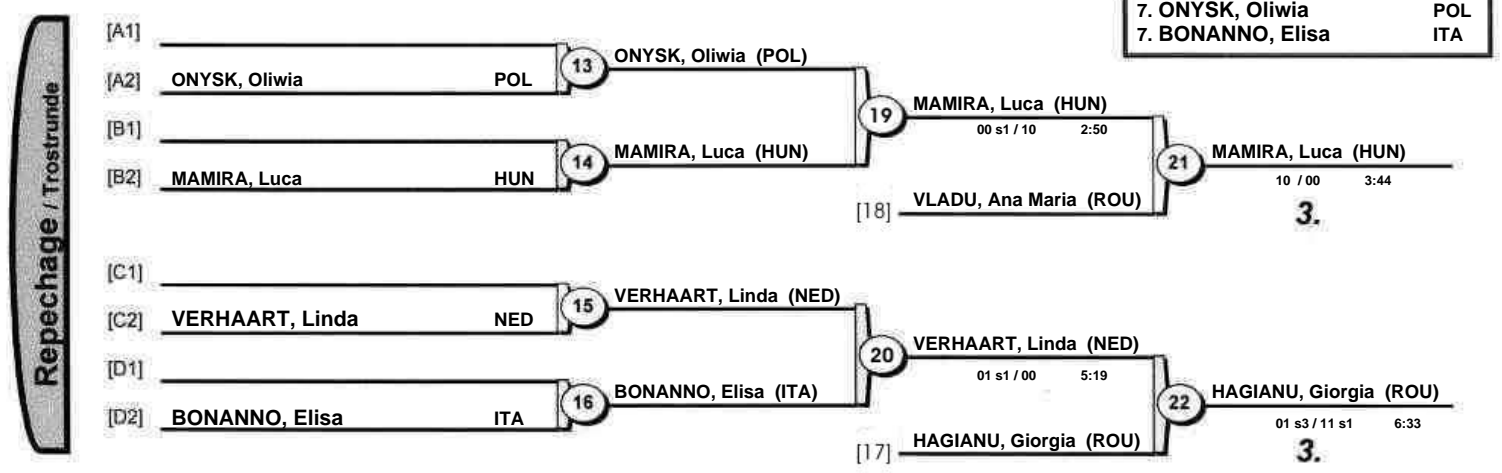 7. ONYSK, Oliwia POL
7. BONANNO, Elisa ITA
Repechage / Trostrunde
[A1]
[A2] ONYSK, Oliwia POL
13
ONYSK, Oliwia (POL)
[B1]
[B2] MAMIRA, Luca HUN
14
MAMIRA, Luca (HUN)
19
MAMIRA, Luca (HUN)
00 s1 / 10 2:50
[18] VLADU, Ana Maria (ROU)
21
MAMIRA, Luca (HUN)
10 / 00 3:44
3.
[C1]
[C2] VERHAART, Linda NED
15
VERHAART, Linda (NED)
[D1]
[D2] BONANNO, Elisa ITA
16
BONANNO, Elisa (ITA)
20
VERHAART, Linda (NED)
01 s1 / 00 5:19
[17] HAGIANU, Giorgia (ROU)
22
HAGIANU, Giorgia (ROU)
01 s3 / 11 s1 6:33
3.